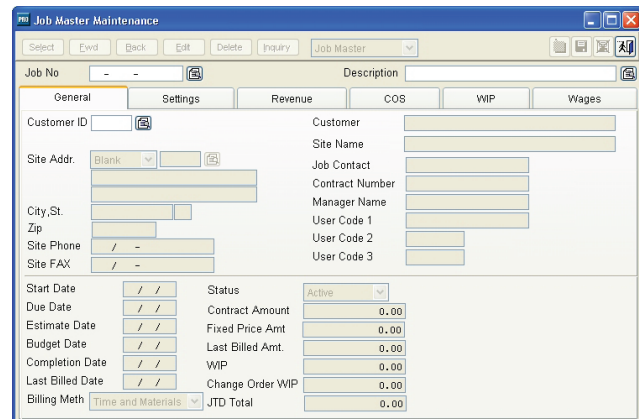 PRO Job Master Maintenance
Select Fwd Back Edit Delete Inquiry Job Master
Job No - - Description
General Settings Revenue COS WIP Wages
Customer ID Customer
Site Name
Site Addr. Blank Job Contact
Contract Number
Manager Name
City,St. User Code 1
Zip User Code 2
Site Phone / - User Code 3
Site FAX / -
Start Date / / Status Active
Due Date / / Contract Amount 0.00
Estimate Date / / Fixed Price Amt 0.00
Budget Date / / Last Billed Amt. 0.00
Completion Date / / WIP 0.00
Last Billed Date / / Change Order WIP 0.00
Billing Meth Time and Materials JTD Total 0.00